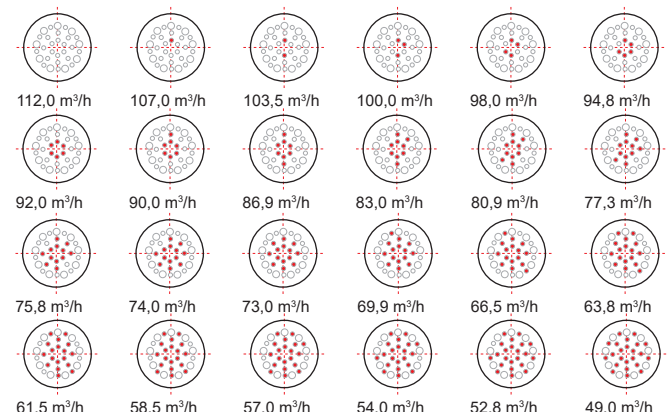 112,0 m³/h 107,0 m³/h 103,5 m³/h 100,0 m³/h 98,0 m³/h 94,8 m³/h
92,0 m³/h 90,0 m³/h 86,9 m³/h 83,0 m³/h 80,9 m³/h 77,3 m³/h
75,8 m³/h 74,0 m³/h 73,0 m³/h 69,9 m³/h 66,5 m³/h 63,8 m³/h
61,5 m³/h 58,5 m³/h 57,0 m³/h 54,0 m³/h 52,8 m³/h 49,0 m³/h